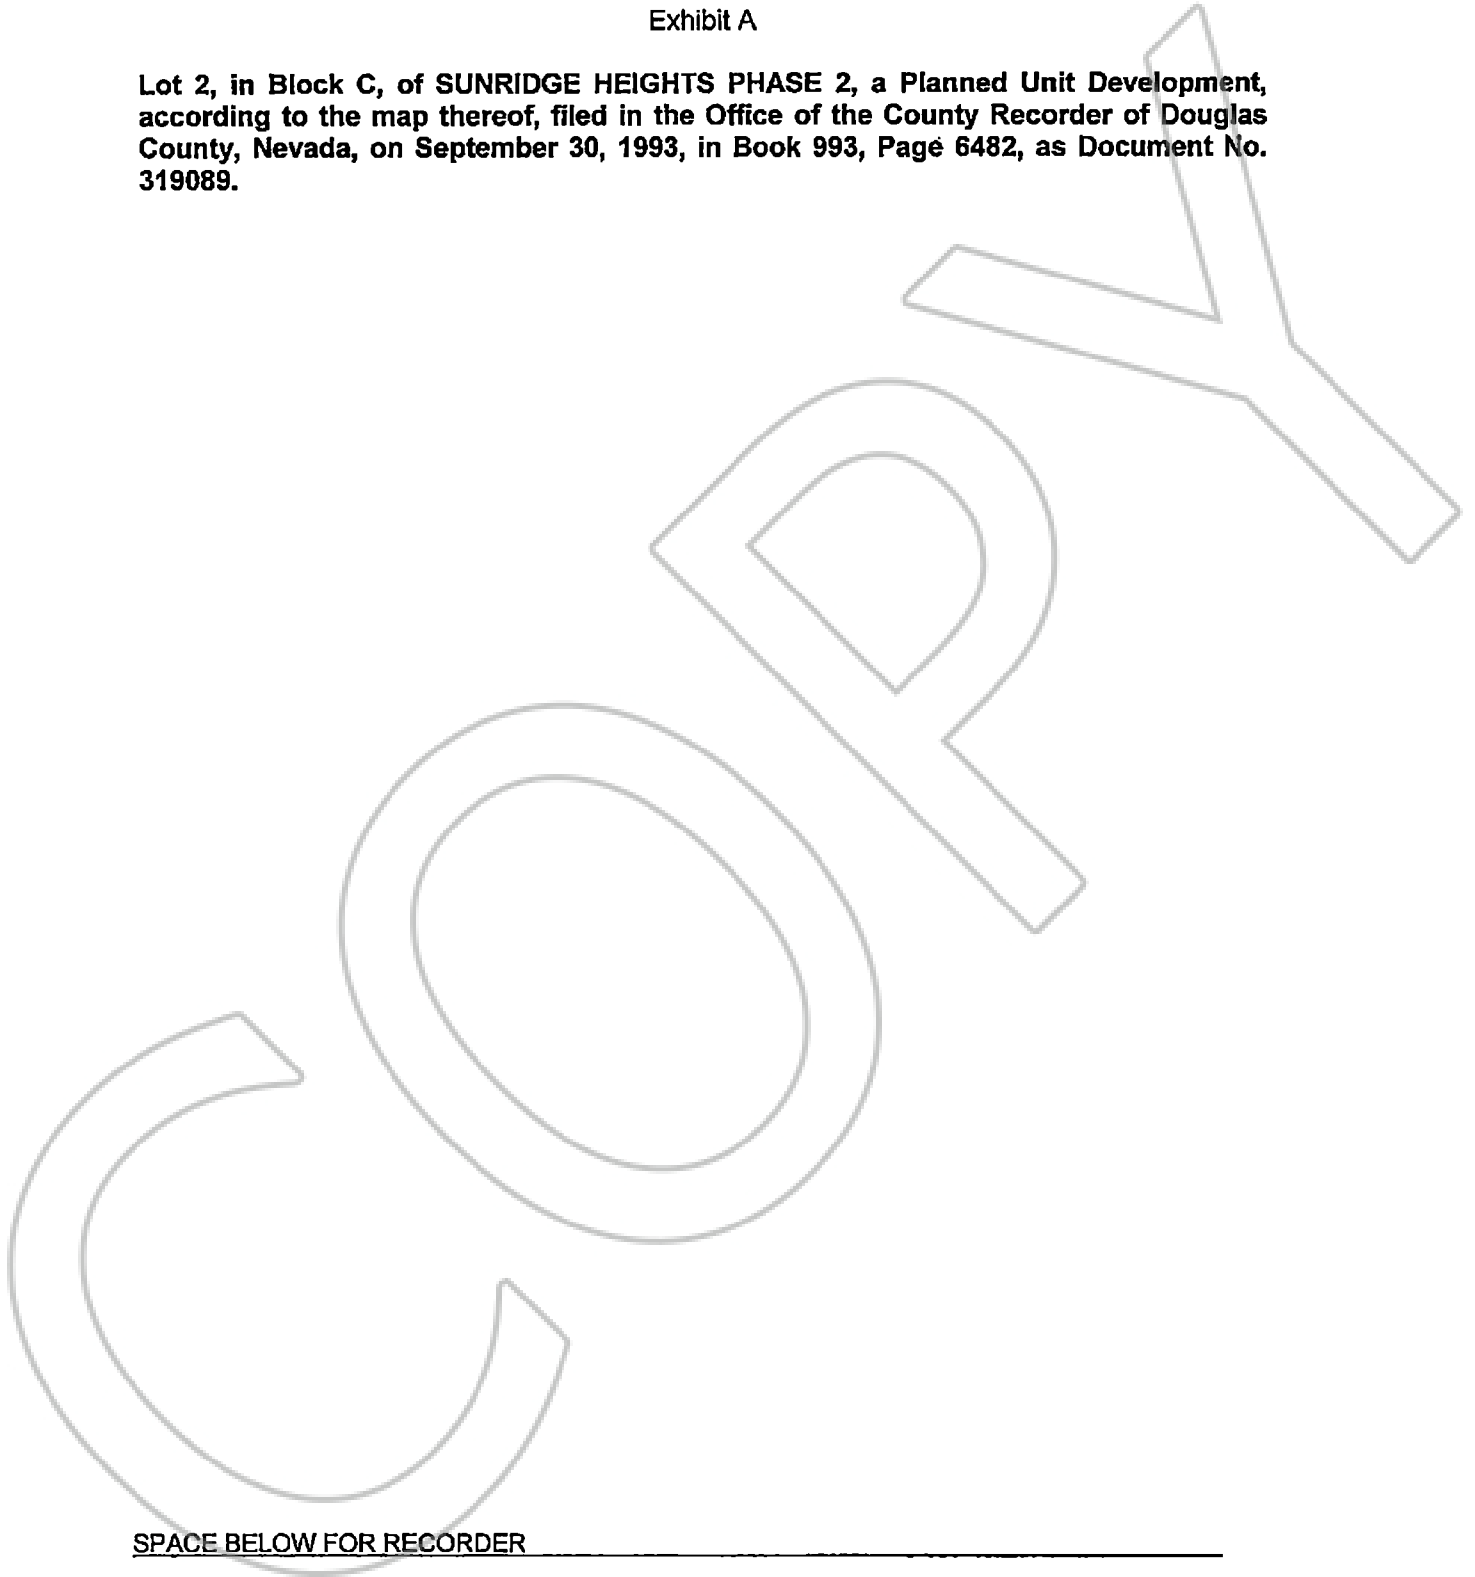 Exhibit A
Lot 2, in Block C, of SUNRIDGE HEIGHTS PHASE 2, a Planned Unit Development,
according to the map thereof, filed in the Office of the County Recorder of Douglas
County, Nevada, on September 30, 1993, in Book 993, Page 6482, as Document No.
319089.
COPY
SPACE BELOW FOR RECORDER